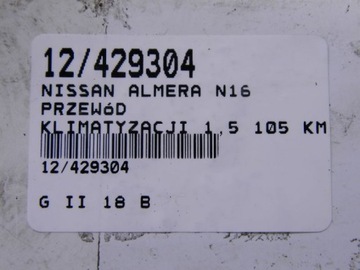 12/429304
NISSAN ALMERA N16
PRZEWóD
KLIMATYZACJI 1,5 105 KM
12/429304
G II 18 B